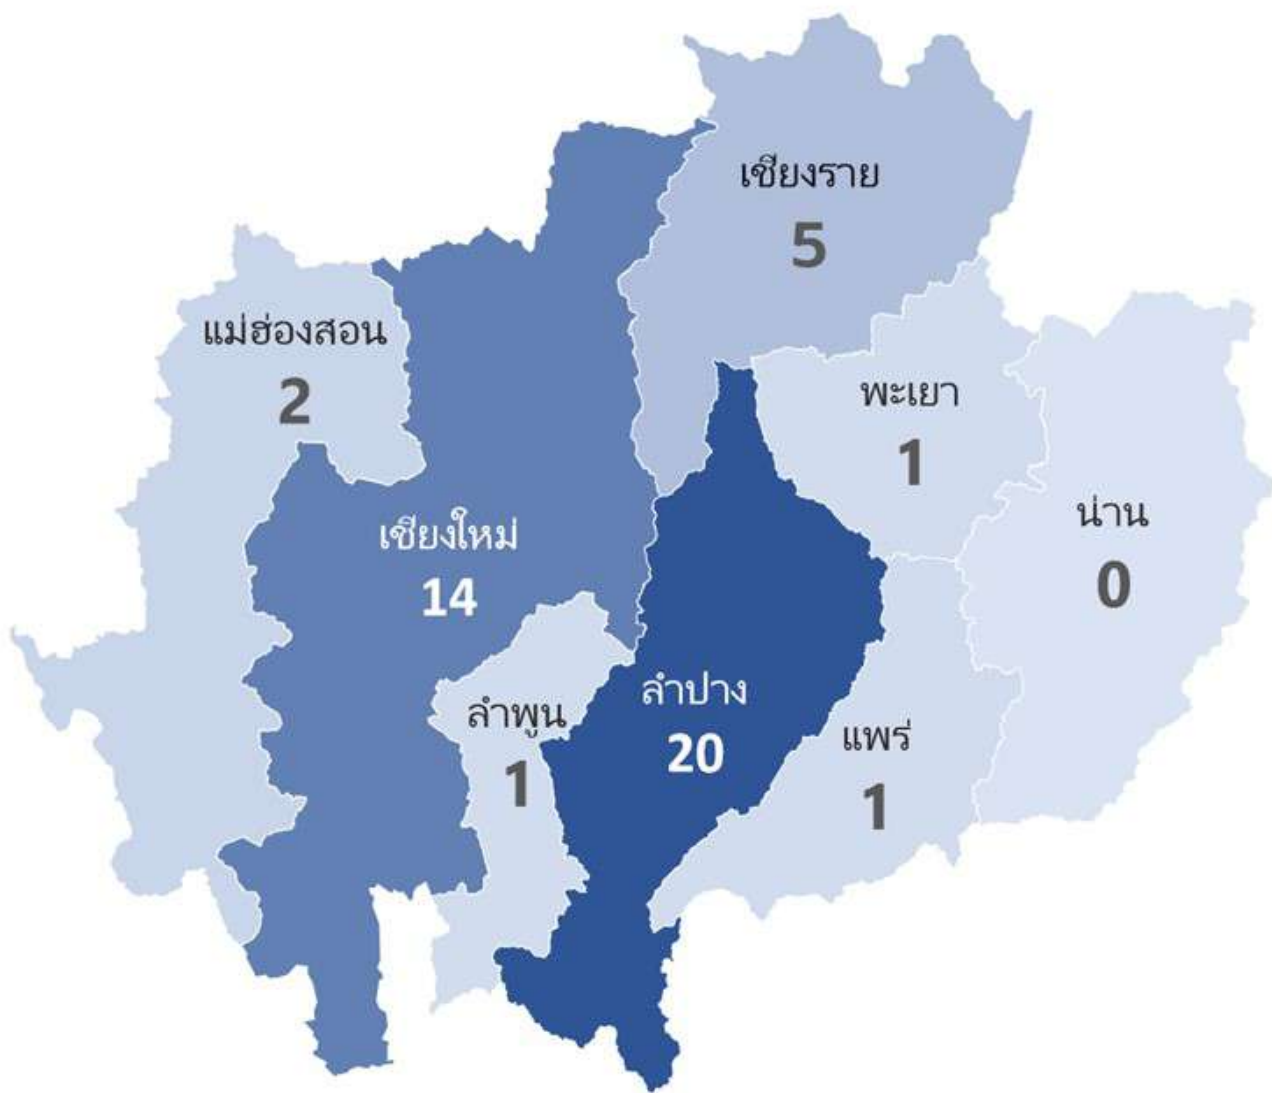 เชียงราย
5
แม่ฮ่องสอน
2
พะเยา
1
เชียงใหม่
14
น่าน
0
ลำพูน
1
ลำปาง
20
แพร่
1